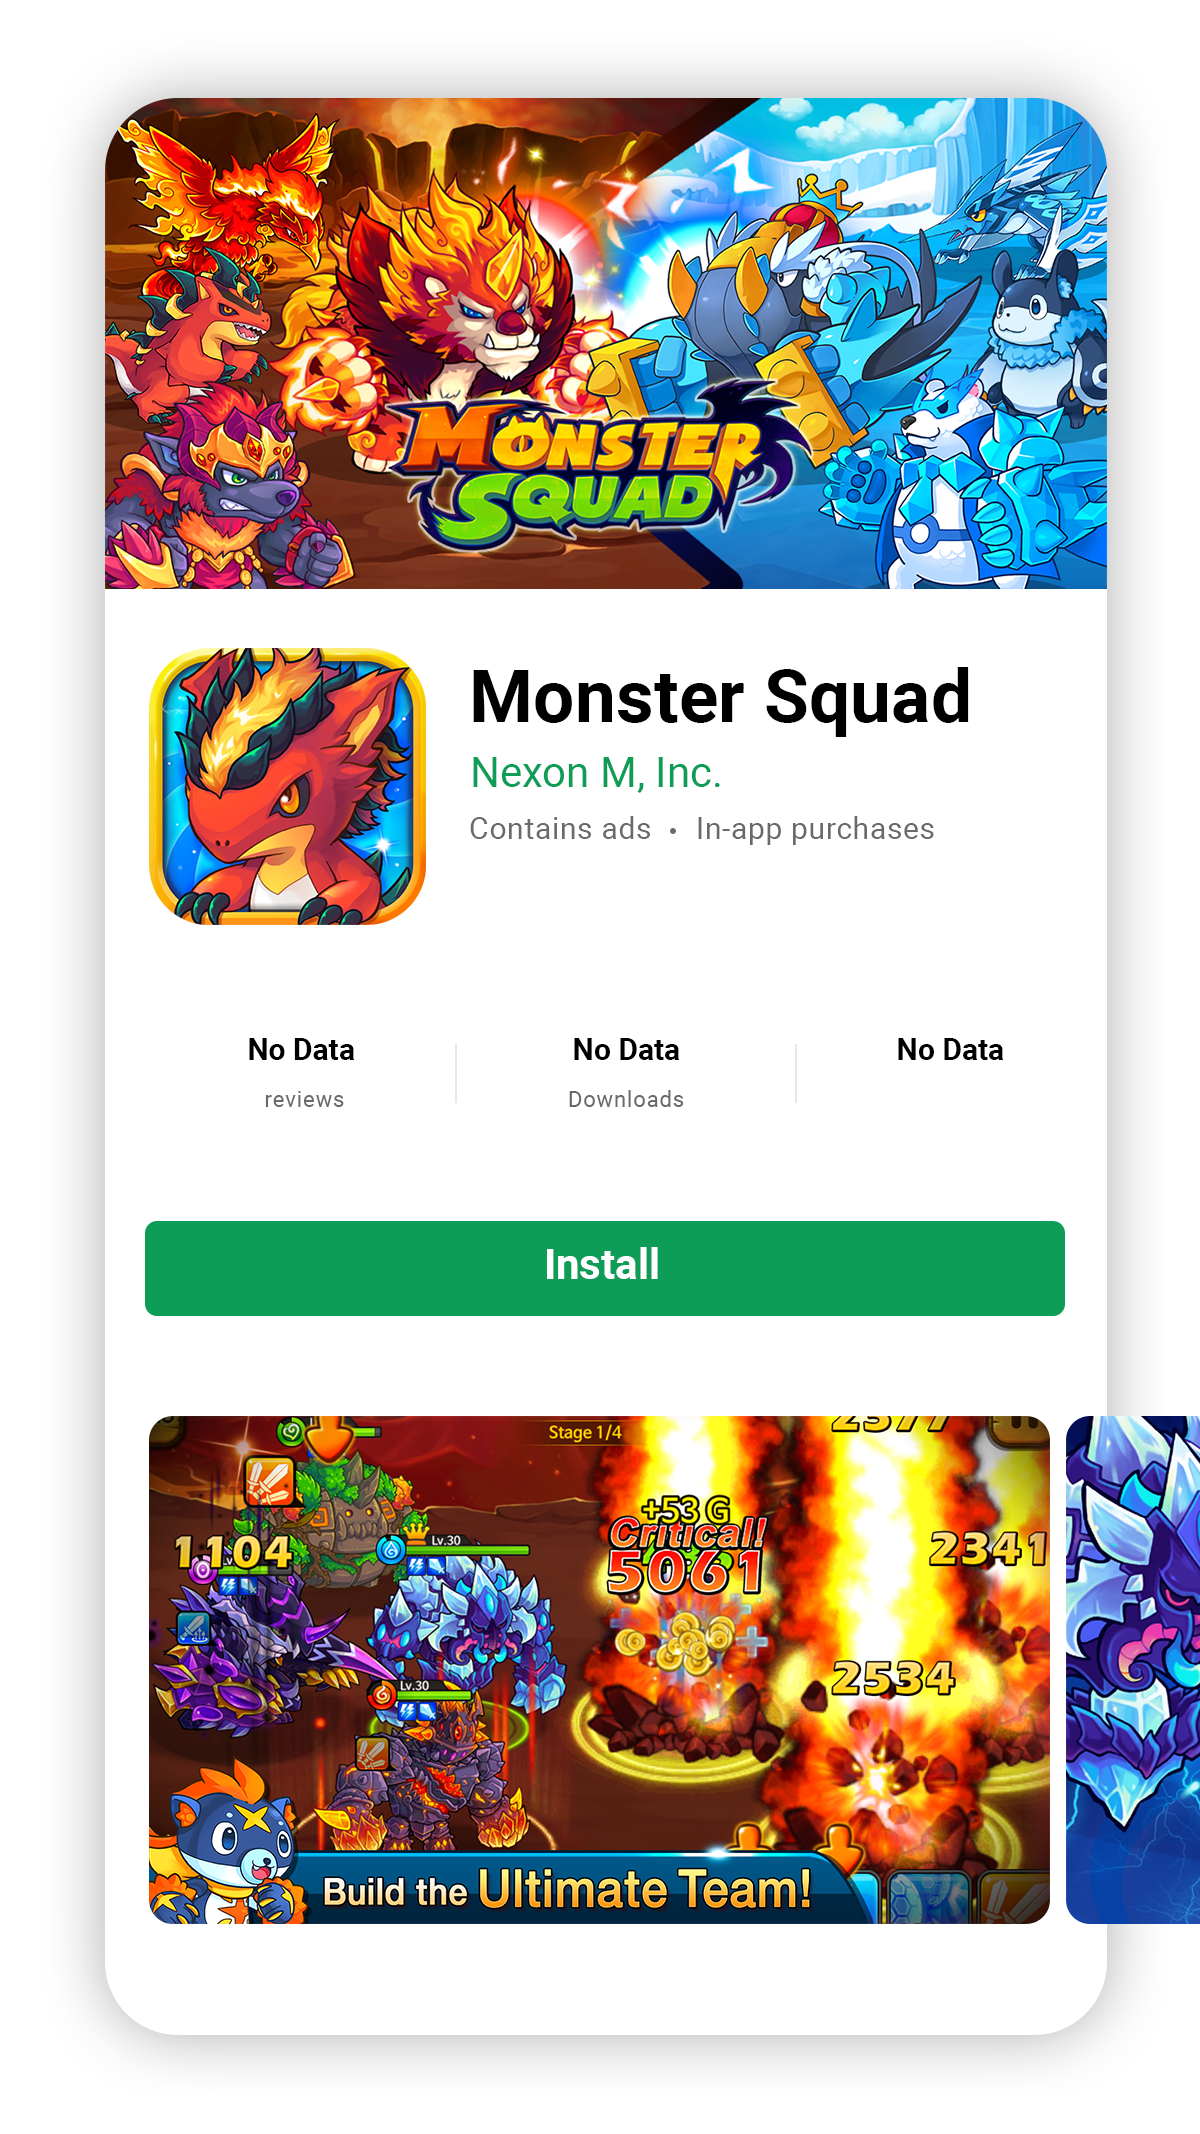 MONSTER
SQUAD
Monster Squad
Nexon M, Inc.
Contains ads • In-app purchases
No Data
No Data
No Data
reviews
Downloads
Install
Stage 1/4
2377
+53 G
Critical!
5061
1104
Lv.30
2341
2534
Lv.30
Build the Ultimate Team!